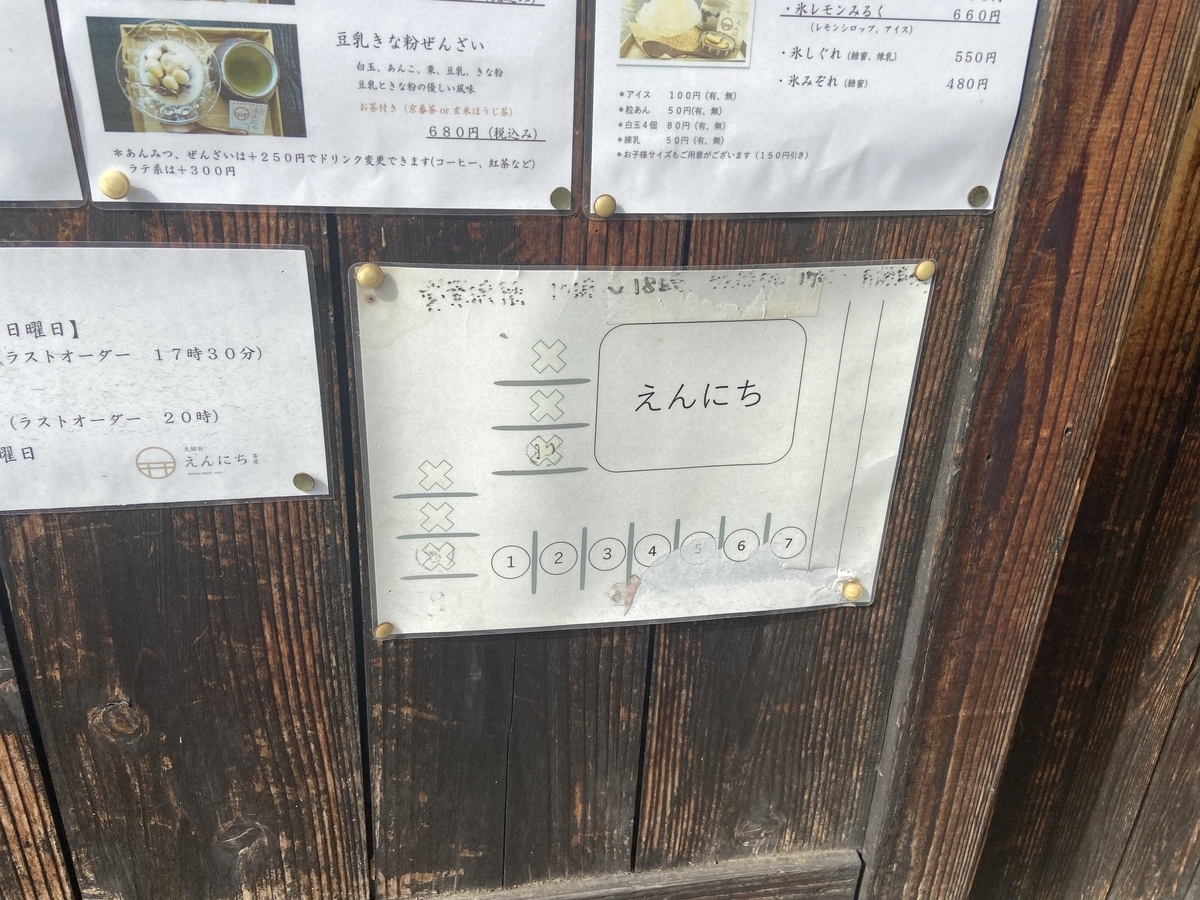 豆乳きな粉ぜんざい
白玉、あんこ、栗、豆乳、きな粉
豆乳ときな粉の優しい風味
お茶付き（京番茶 or 玄米ほうじ茶）
６８０円（税込み）
＊あんみつ、ぜんざいは＋２５０円でドリンク変更できます(コーヒー、紅茶など)
ラテ系は＋３００円
・氷レモンみるく ６６０円
（レモンシロップ、アイス）
・氷しぐれ（糖蜜、練乳） ５５０円
・氷みぞれ（糖蜜） ４８０円
＊アイス １００円（有、無）
＊粒あん ５０円(有、無)
＊白玉４個 ８０円（有、無）
＊練乳 ５０円（有、無）
＊お子様サイズもご用意がございます（１５０円引き）
日曜日】
（ラストオーダー １７時３０分）
（ラストオーダー ２０時）
曜日
えんにち
えんにち
1 2 3 4 5 6 7